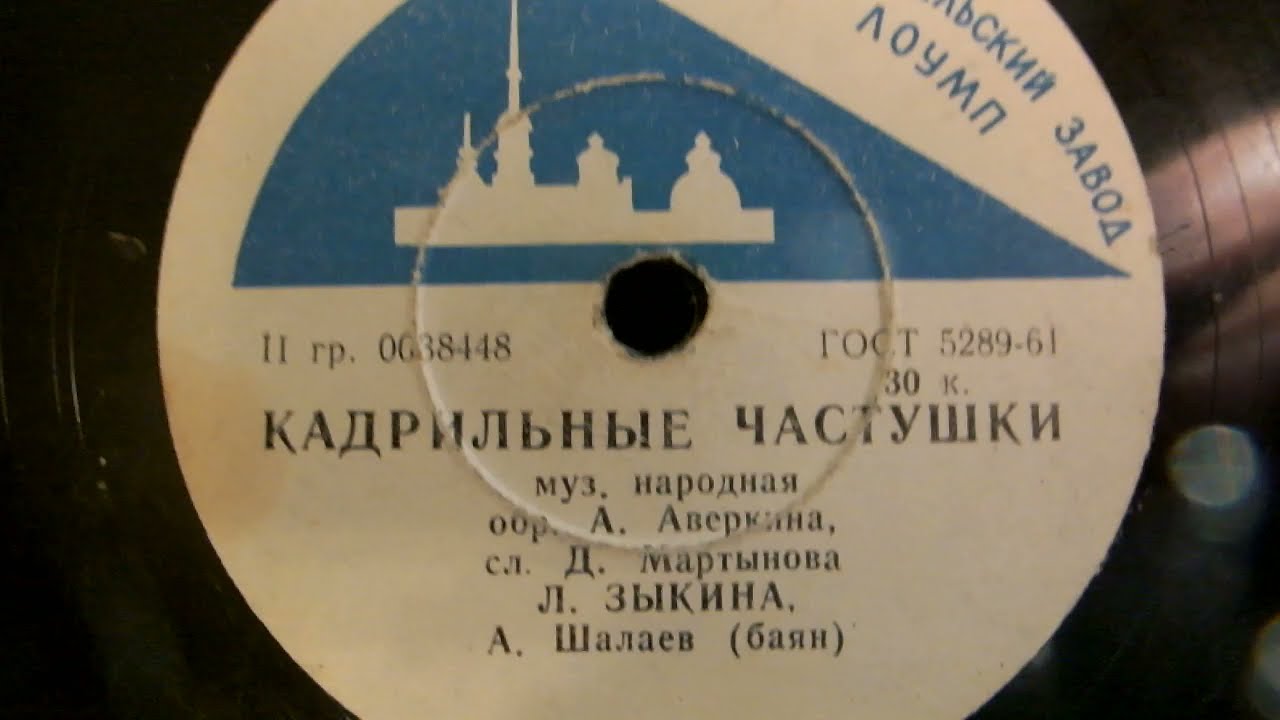 ЗАВОД
ЛОУМП
II гр. 0038448
ГОСТ 5289-61
30 к.
КАДРИЛЬНЫЕ ЧАСТУШКИ
муз. народная
обр. А. Аверкина,
сл. Д. Мартынова
Л. ЗЫКИНА,
А. Шалаев (баян)